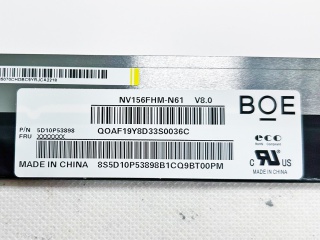 NV156FHM-N61 V8.0
BOE
P/N 5D10P53898
FRU XXXXXXX
QOAF19Y8D33S0036C
eco
C US
MADE IN CHINA 8S5D10P53898B1CQ9BT00PM